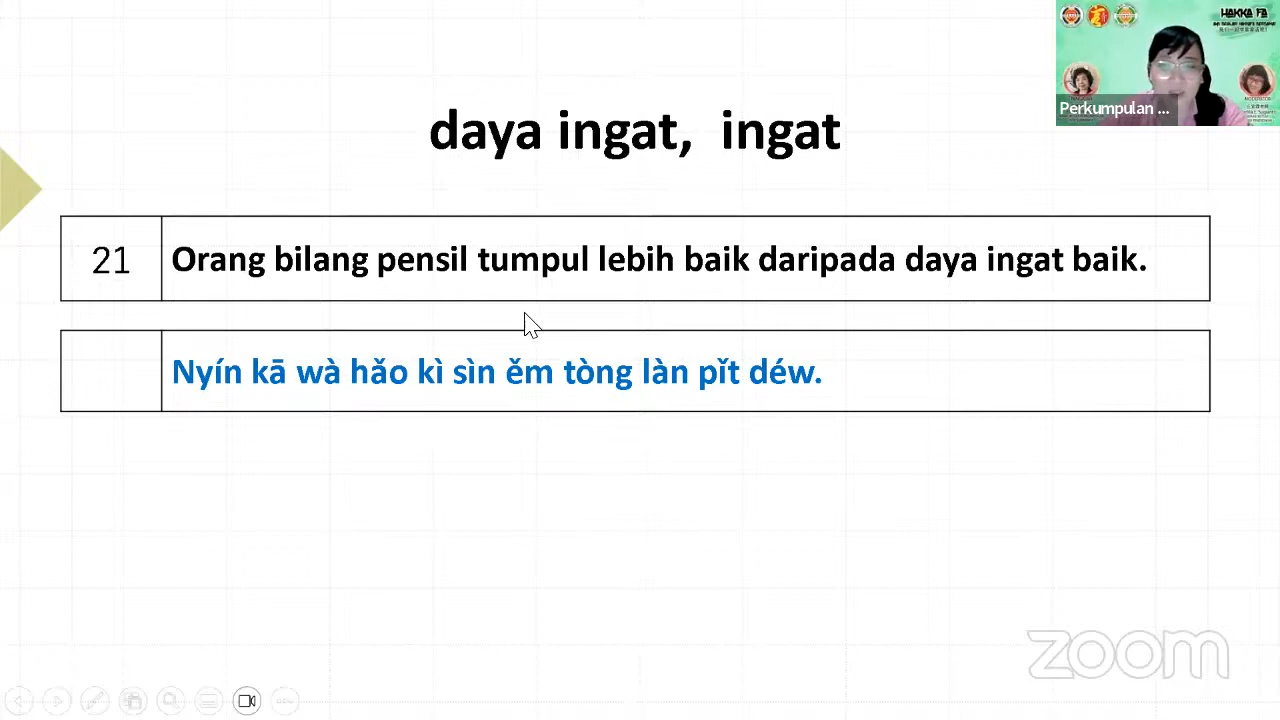 HAKKA FA
Perkumpulan ...
MODERATOR
daya ingat, ingat
21
Orang bilang pensil tumpul lebih baik daripada daya ingat baik.
Nyín kā wà hǎo kì sìn ěm tòng làn pǐt déw.
zoom